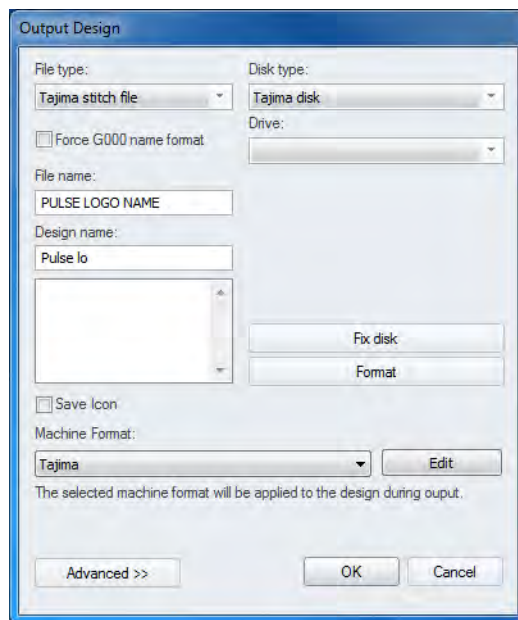 Output Design
File type:
Disk type:
Tajima stitch file
Tajima disk
Force G000 name format
Drive:
File name:
PULSE LOGO NAME
Design name:
Pulse lo
Fix disk
Format
Save Icon
Machine Format:
Tajima
Edit
The selected machine format will be applied to the design during ouput.
Advanced >>
OK
Cancel